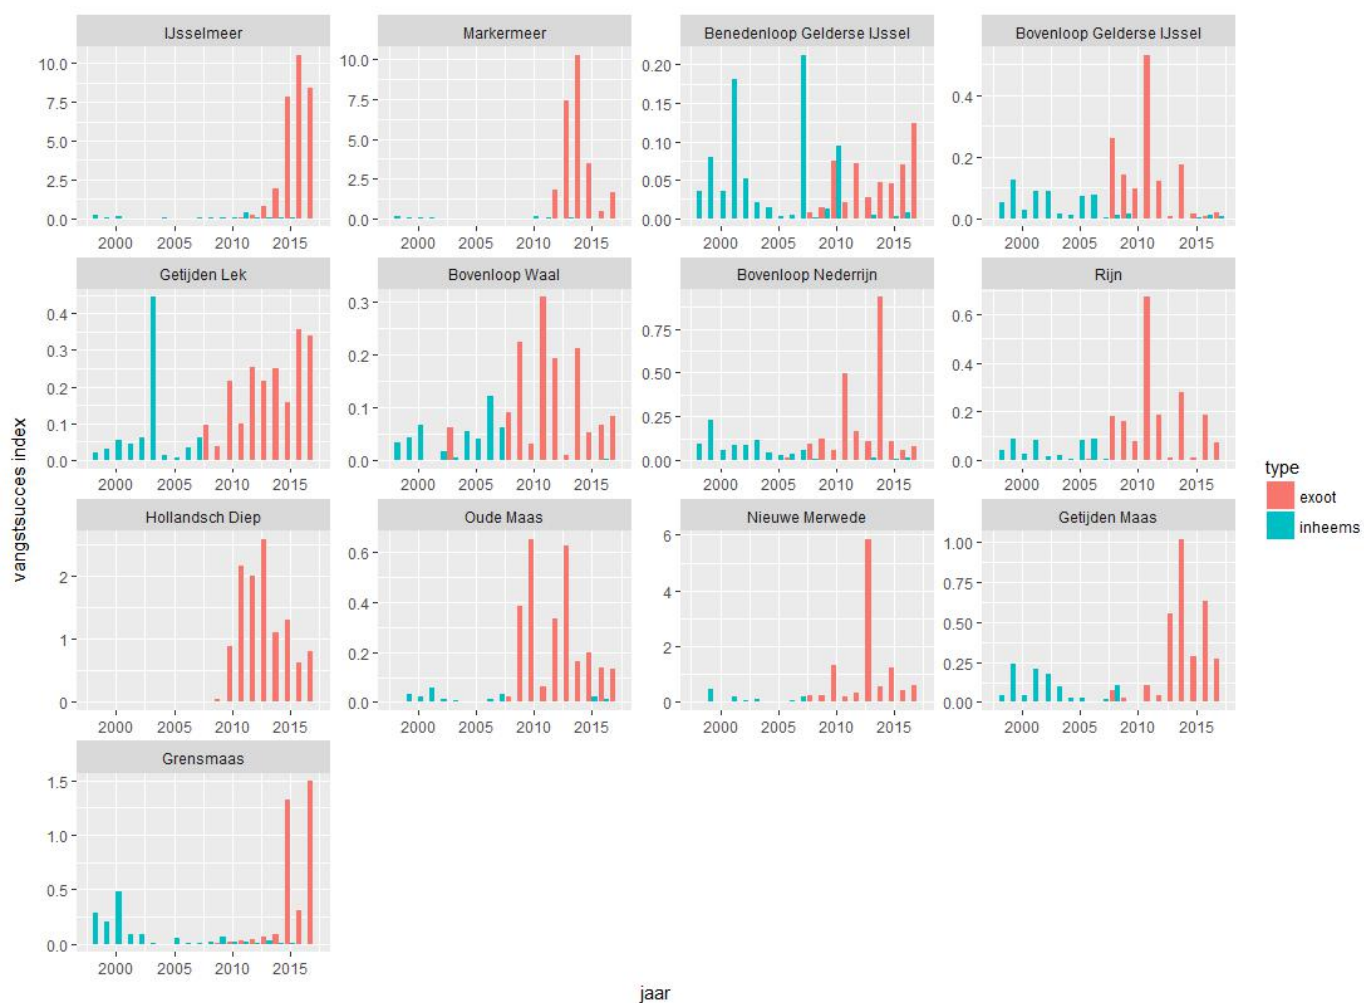 IJsselmeer
Markermeer
Benedenloop Gelderse IJssel
Bovenloop Gelderse IJssel
10.0
7.5
5.0
2.5
0.0
10.0
7.5
5.0
2.5
0.0
0.20
0.15
0.10
0.05
0.00
0.4
0.2
0.0
2000 2005 2010 2015
2000 2005 2010 2015
2000 2005 2010 2015
2000 2005 2010 2015
Getijden Lek
Bovenloop Waal
Bovenloop Nederrijn
Rijn
0.4
0.3
0.2
0.1
0.0
0.3
0.2
0.1
0.0
0.75
0.50
0.25
0.00
0.6
0.4
0.2
0.0
2000 2005 2010 2015
2000 2005 2010 2015
2000 2005 2010 2015
2000 2005 2010 2015
Hollandsch Diep
Oude Maas
Nieuwe Merwede
Getijden Maas
2
1
0
0.6
0.4
0.2
0.0
6
4
2
0
1.00
0.75
0.50
0.25
0.00
2000 2005 2010 2015
2000 2005 2010 2015
2000 2005 2010 2015
2000 2005 2010 2015
Grensmaas
1.5
1.0
0.5
0.0
2000 2005 2010 2015
vangstsucces index
jaar
type
exoot
inheems